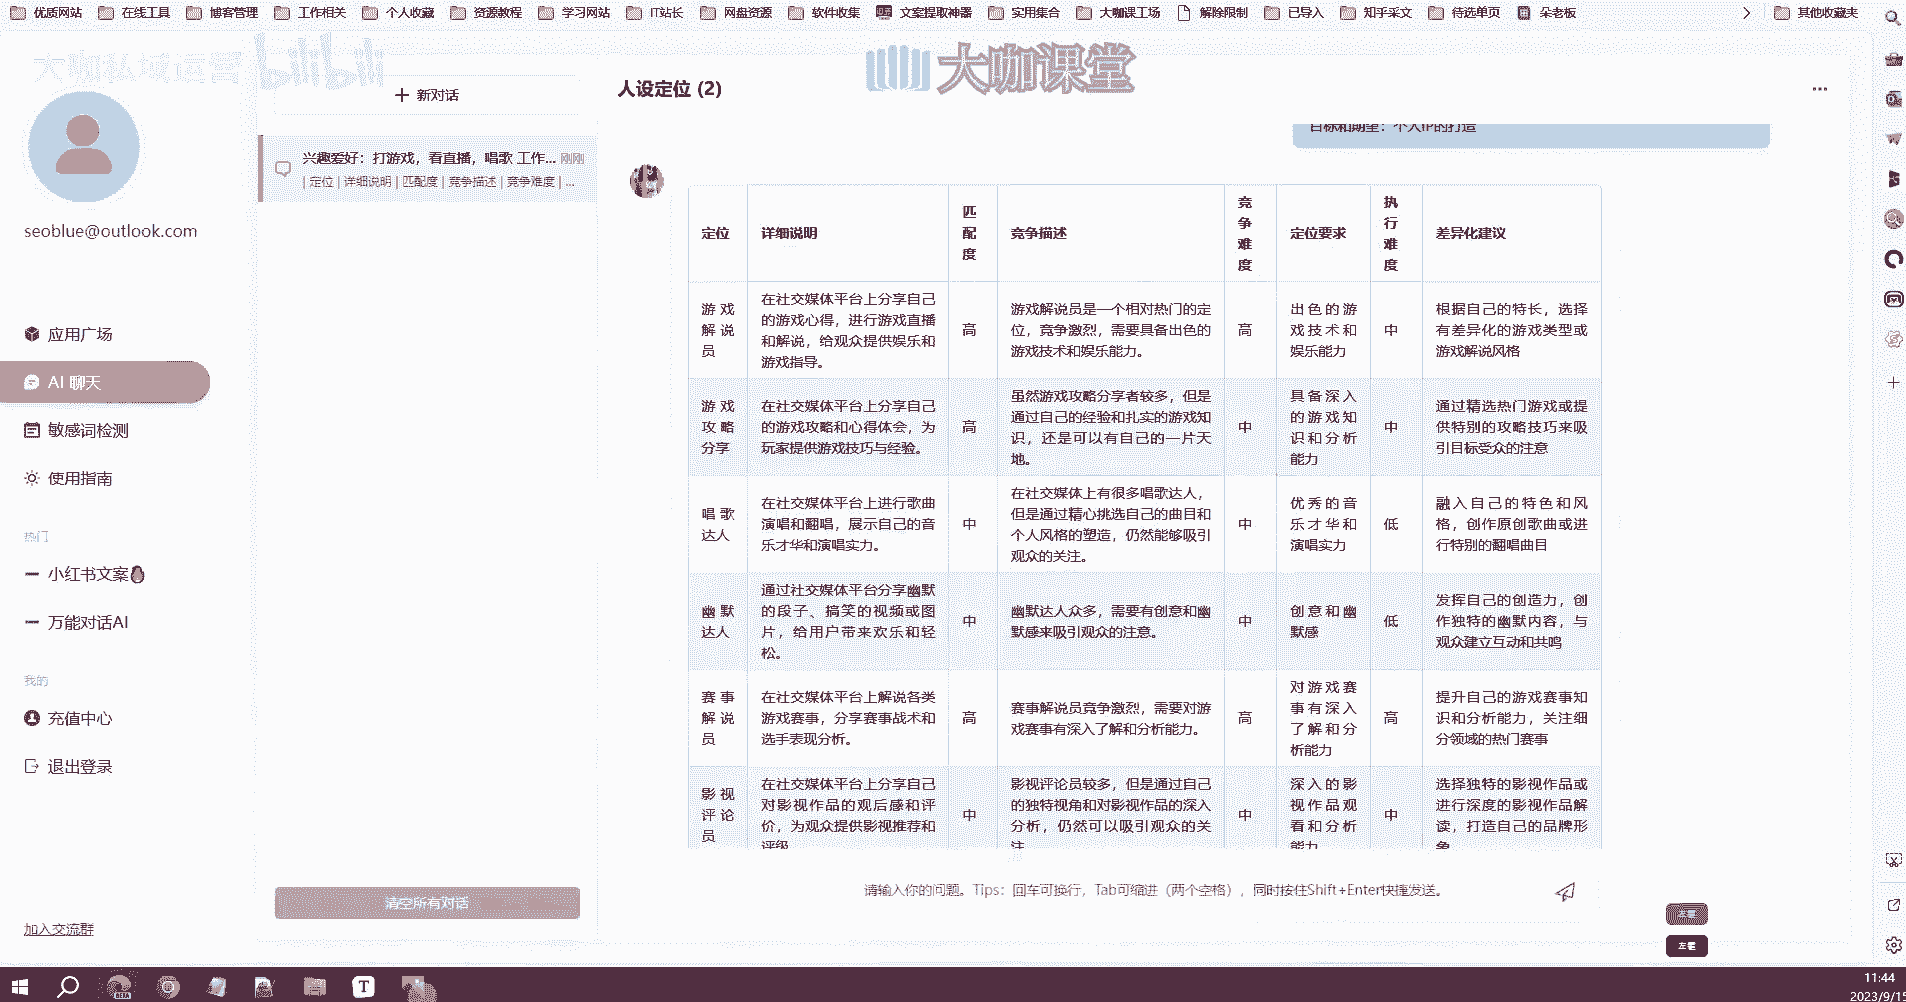 优质网站 在线工具 博客管理 工作相关 个人收藏 资源教程 学习网站 IT站长 网盘资源 软件收集 文案提取神器 实用集合 大咖课工场 解除限制 已导入 知乎采文 待选单页 朵老板 其他收藏夹
大咖私域运营 bilibili
大咖课堂
seoblue@outlook.com
应用广场
AI 聊天
敏感词检测
使用指南
热门
小红书文案
万能对话AI
我的
充值中心
退出登录
加入交流群
+ 新对话
兴趣爱好：打游戏，看直播，唱歌 工作... 刚刚
| 定位 | 详细说明 | 匹配度 | 竞争描述 | 竞争难度 | ...
清空所有对话
人设定位 (2)
...
目标和期望：个人IP的打造
定位 详细说明 匹配度 竞争描述 竞争难度 定位要求 执行难度 差异化建议
游戏解说员
在社交媒体平台上分享自己
的游戏心得，进行游戏直播
和解说，给观众提供娱乐和
游戏指导。
高
游戏解说员是一个相对热门的定
位，竞争激烈，需要具备出色的
游戏技术和娱乐能力。
高
出色的游
戏技术和
娱乐能力
中
根据自己的特长，选择
有差异化的游戏类型或
游戏解说风格
游戏攻略分享
在社交媒体平台上分享自己
的游戏攻略和心得体会，为
玩家提供游戏技巧与经验。
高
虽然游戏攻略分享者较多，但是
通过自己的经验和扎实的游戏知
识，还是可以有自己的一片天
地。
中
具备深入
的游戏知
识和分析
能力
中
通过精选热门游戏或提
供特别的攻略技巧来吸
引目标受众的注意
唱歌达人
在社交媒体平台上进行歌曲
演唱和翻唱，展示自己的音
乐才华和演唱实力。
中
在社交媒体上有很多唱歌达人，
但是通过精心挑选自己的曲目和
个人风格的塑造，仍然能够吸引
观众的关注。
中
优秀的音
乐才华和
演唱实力
低
融入自己的特色和风
格，创作原创歌曲或进
行特别的翻唱曲目
幽默达人
通过社交媒体平台分享幽默
的段子、搞笑的视频或图
片，给用户带来欢乐和轻
松。
中
幽默达人众多，需要有创意和幽
默感来吸引观众的注意。
中
创意和幽
默感
低
发挥自己的创造力，创
作独特的幽默内容，与
观众建立互动和共鸣
赛事解说员
在社交媒体平台上解说各类
游戏赛事，分享赛事战术和
选手表现分析。
高
赛事解说员竞争激烈，需要对游
戏赛事有深入了解和分析能力。
高
对游戏赛
事有深入
了解和分
析能力
高
提升自己的游戏赛事知
识和分析能力，关注细
分领域的热门赛事
影视评论员
在社交媒体平台上分享自己
对影视作品的观后感和评
价，为观众提供影视推荐和
评级
中
影视评论员较多，但是通过自己
的独特视角和对影视作品的深入
分析，仍然可以吸引观众的关
注
中
深入的影
视作品观
看和分析
能力
中
选择独特的影视作品或
进行深度的影视作品解
读，打造自己的品牌形
象
请输入你的问题。Tips：回车可换行，Tab可缩进（两个空格），同时按住Shift+Enter快捷发送。
左键
左键
11:44
2023/9/15